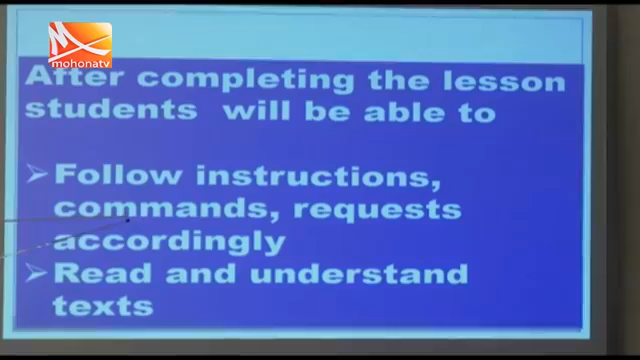 mohonatv
After completing the lesson
students will be able to
Follow instructions,
commands, requests
accordingly
Read and understand
texts